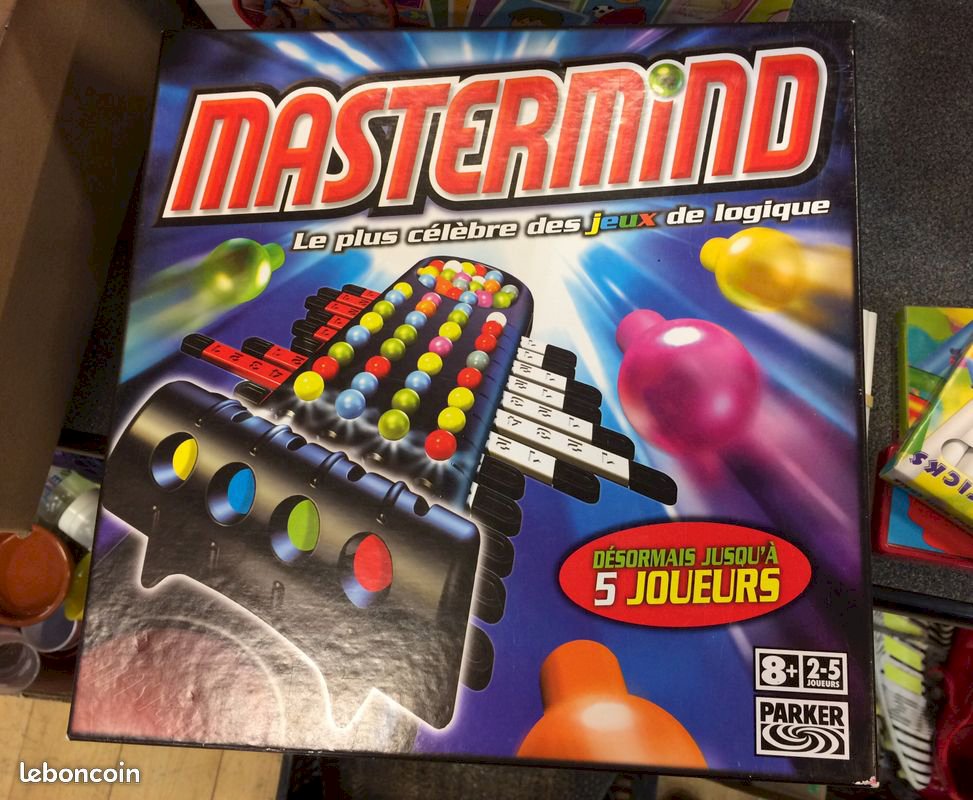 MASTERMIND
Le plus célèbre des jeux de logique
DÉSORMAIS JUSQU'À
5 JOUEURS
8+
2-5
JOUEURS
PARKER
leboncoin